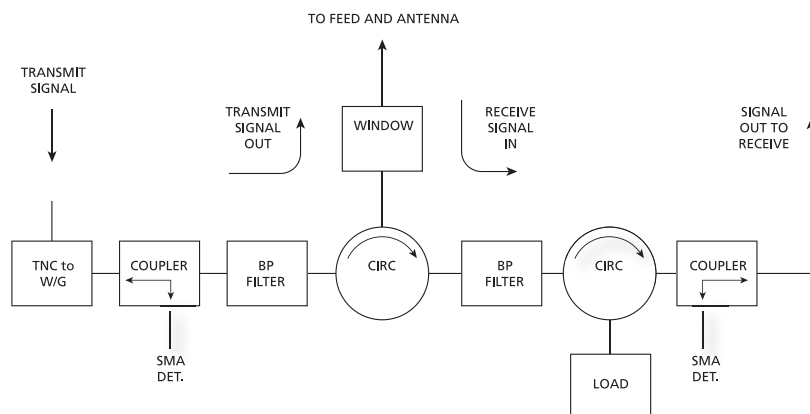 TO FEED AND ANTENNA
TRANSMIT
SIGNAL
TRANSMIT
SIGNAL
OUT
WINDOW
RECEIVE
SIGNAL
IN
SIGNAL
OUT TO
RECEIVE
TNC to
W/G
COUPLER
BP
FILTER
CIRC
BP
FILTER
CIRC
COUPLER
SMA
DET.
LOAD
SMA
DET.